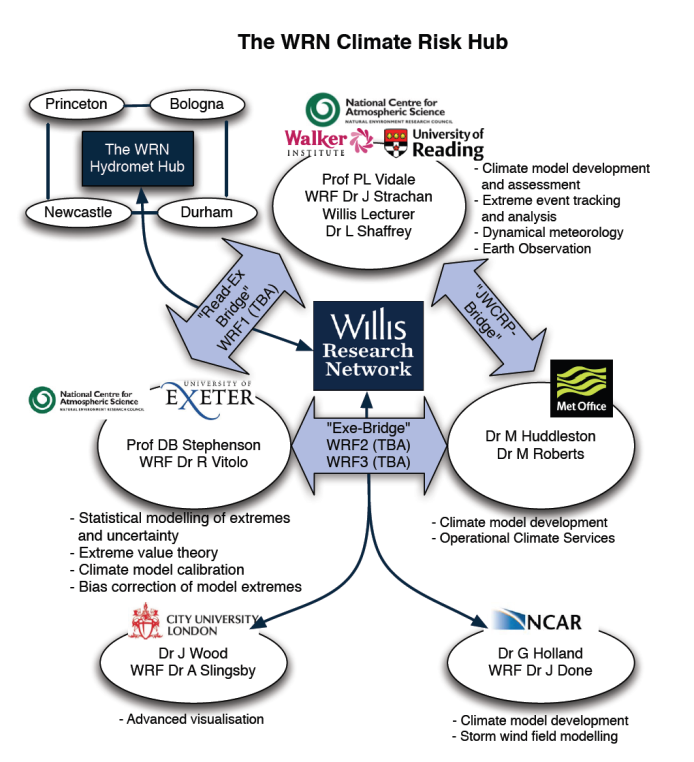 The WRN Climate Risk Hub
Princeton
Bologna
The WRN
Hydromet Hub
Newcastle
Durham
National Centre for
Atmospheric Science
NATURAL ENVIRONMENT RESEARCH COUNCIL
Walker
INSTITUTE
University of
Reading
Prof PL Vidale
WRF Dr J Strachan
Willis Lecturer
Dr L Shaffrey
- Climate model development
and assessment
- Extreme event tracking
and analysis
- Dynamical meteorology
- Earth Observation
"Read-Ex
Bridge"
WRF1 (TBA)
"JWCRP-
Bridge"
Willis
Research
Network
National Centre for
Atmospheric Science
NATURAL ENVIRONMENT RESEARCH COUNCIL
UNIVERSITY OF
EXETER
Prof DB Stephenson
WRF Dr R Vitolo
"Exe-Bridge"
WRF2 (TBA)
WRF3 (TBA)
Met Office
Dr M Huddleston
Dr M Roberts
- Statistical modelling of extremes
and uncertainty
- Extreme value theory
- Climate model calibration
- Bias correction of model extremes
- Climate model development
- Operational Climate Services
CITY UNIVERSITY
LONDON
Dr J Wood
WRF Dr A Slingsby
- Advanced visualisation
NCAR
Dr G Holland
WRF Dr J Done
- Climate model development
- Storm wind field modelling